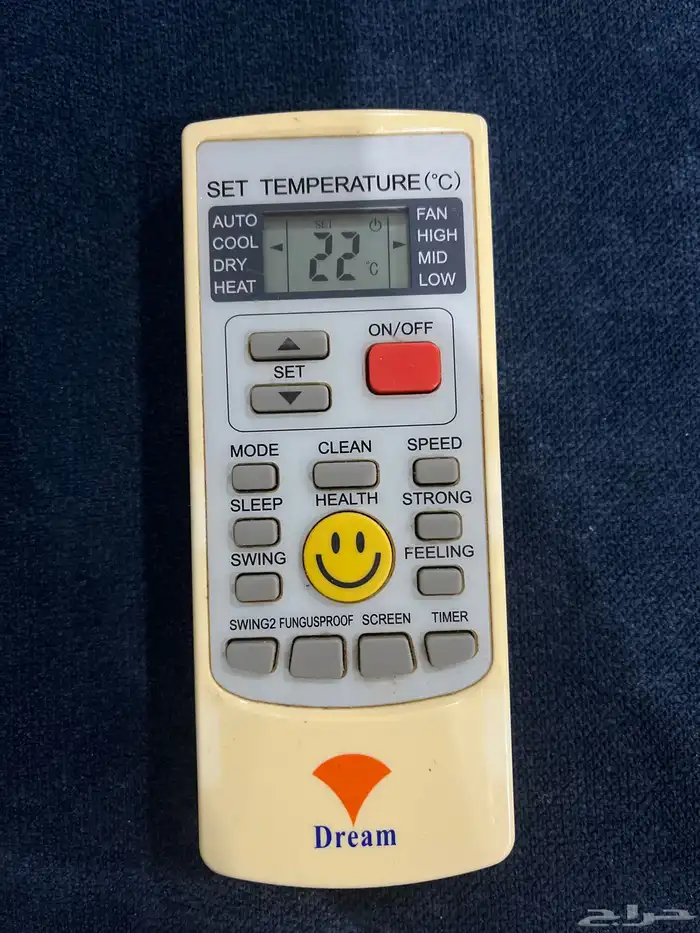 SET TEMPERATURE(°C)
AUTO
COOL
DRY
HEAT
SET
22 °C
FAN
HIGH
MID
LOW
ON/OFF
SET
MODE CLEAN SPEED
SLEEP HEALTH STRONG
SWING FEELING
SWING2 FUNGUSPROOF SCREEN TIMER
Dream
حراج